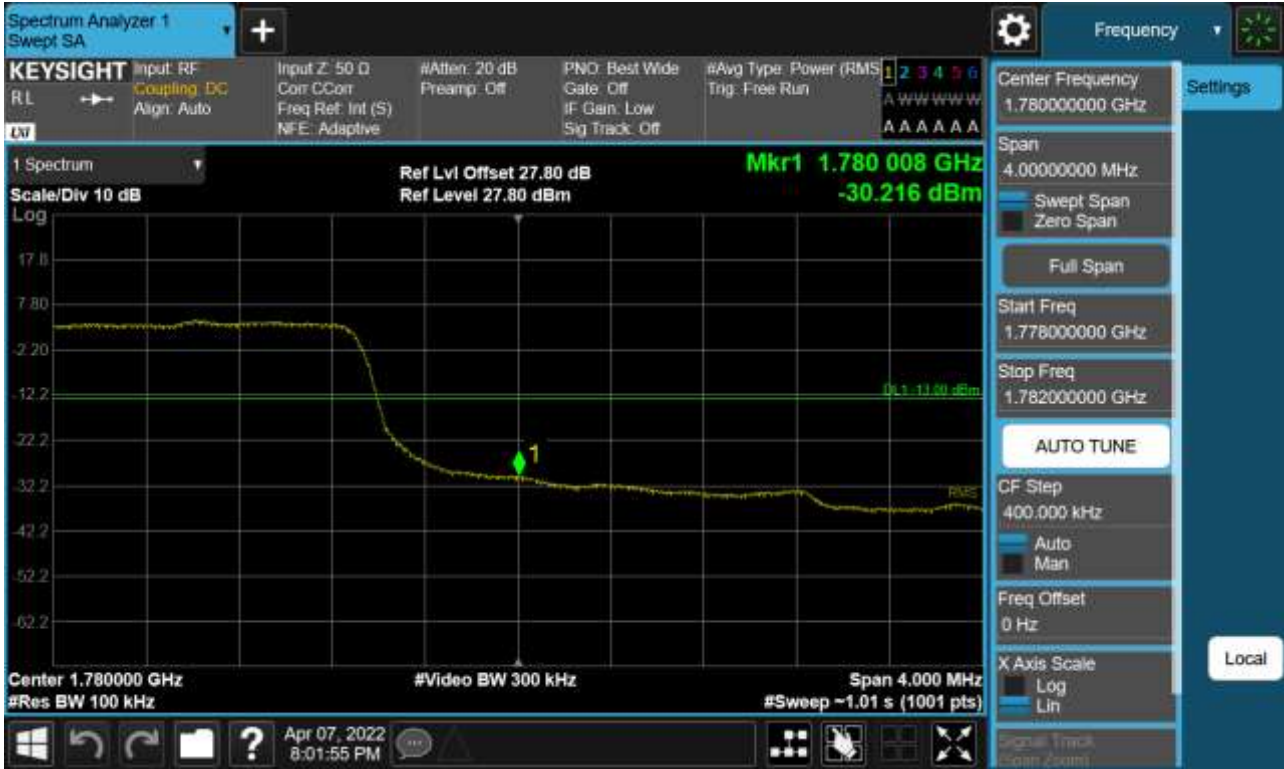 Spectrum Analyzer 1
Swept SA
+
Frequency
KEYSIGHT
RL
LXI
Input: RF
Coupling: DC
Align: Auto
Input Z: 50 Ω
Corr CCorr
Freq Ref: Int (S)
NFE: Adaptive
#Atten: 20 dB
Preamp: Off
PNO: Best Wide
Gate: Off
IF Gain: Low
Sig Track: Off
#Avg Type: Power (RMS
Trig: Free Run
1 2 3 4 5 6
A W W W W W
A A A A A A
1 Spectrum
Scale/Div 10 dB
Log
Ref Lvl Offset 27.80 dB
Ref Level 27.80 dBm
Mkr1 1.780 008 GHz
-30.216 dBm
17.8
7.80
-2.20
-12.2
-22.2
-32.2
-42.2
-52.2
-62.2
DL1 -13.00 dBm
1
RMS
Center 1.780000 GHz
#Res BW 100 kHz
#Video BW 300 kHz
Span 4.000 MHz
#Sweep ~1.01 s (1001 pts)
Center Frequency
1.780000000 GHz
Settings
Span
4.00000000 MHz
Swept Span
Zero Span
Full Span
Start Freq
1.778000000 GHz
Stop Freq
1.782000000 GHz
AUTO TUNE
CF Step
400.000 kHz
Auto
Man
Freq Offset
0 Hz
X Axis Scale
Log
Lin
Local
Signal Track
(Span Zoom)
?
Apr 07, 2022
8:01:55 PM